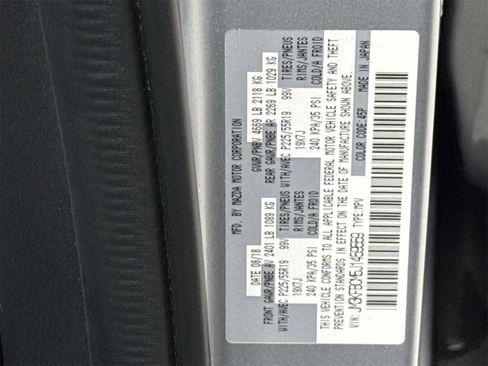 MFD. BY MAZDA MOTOR CORPORATION
DATE 08/18 GVWR/PNBV 4669 LB 2118 KG
FRONT GAWR/PNBE AV 2401 LB 1089 KG REAR GAWR/PNBE AR 2269 LB 1029 KG
WITH/AVEC P225/55R19 99V TIRES/PNEUS WITH/AVEC P225/55R19 99V TIRES/PNEUS
19X7J RIMS/JANTES 19X7J RIMS/JANTES
240 KPA/35 PSI COLD/A FROID 240 KPA/35 PSI COLD/A FROID
THIS VEHICLE CONFORMS TO ALL APPLICABLE FEDERAL MOTOR VEHICLE SAFETY AND THEFT
PREVENTION STANDARDS IN EFFECT ON THE DATE OF MANUFACTURE SHOWN ABOVE.
VIN: TYPE: MPV COLOR CODE: 45P MADE IN JAPAN